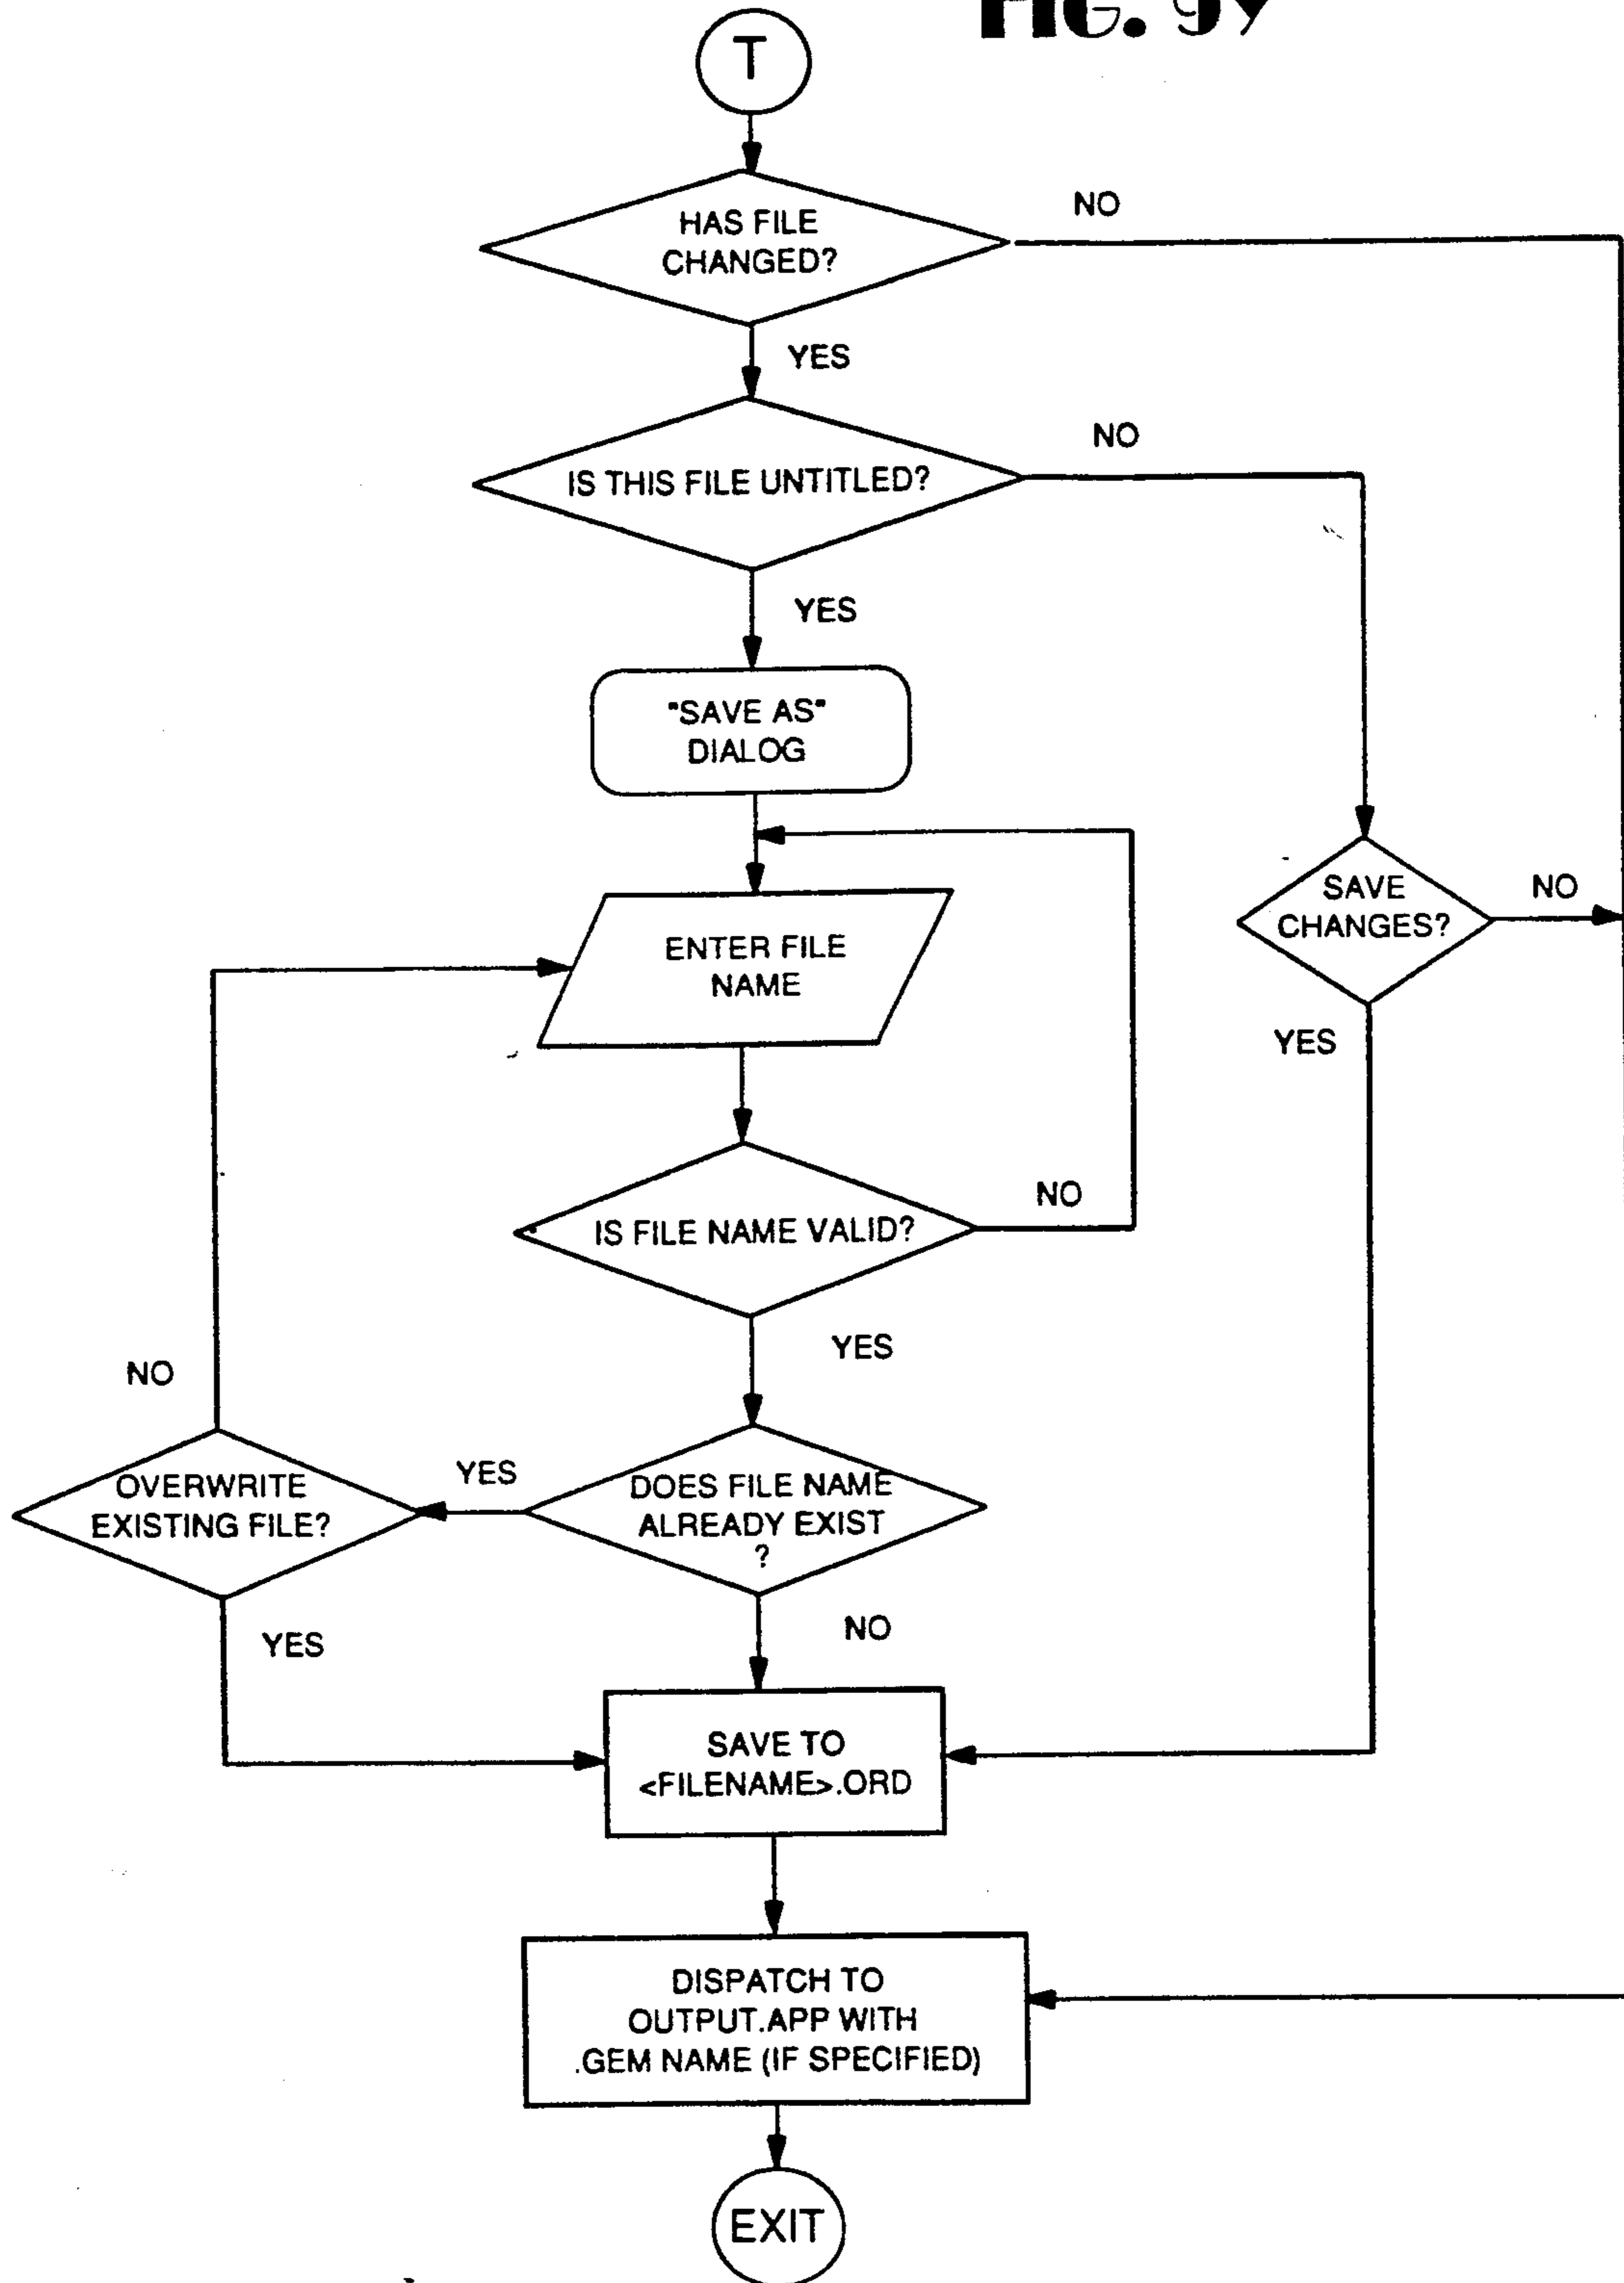 FIG. 9y
T
HAS FILE
CHANGED?
NO
YES
IS THIS FILE UNTITLED?
NO
YES
"SAVE AS"
DIALOG
ENTER FILE
NAME
SAVE
CHANGES?
NO
YES
IS FILE NAME VALID?
NO
YES
NO
OVERWRITE
EXISTING FILE?
YES
DOES FILE NAME
ALREADY EXIST
?
YES
NO
SAVE TO
<FILENAME>.ORD
DISPATCH TO
OUTPUT.APP WITH
.GEM NAME (IF SPECIFIED)
EXIT